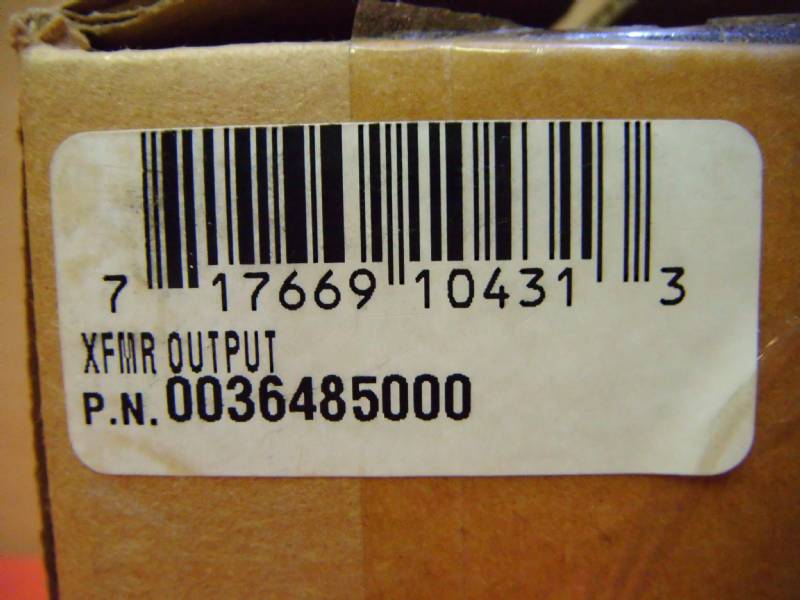 7 17669 10431 3
XFMR OUTPUT
P.N. 0036485000